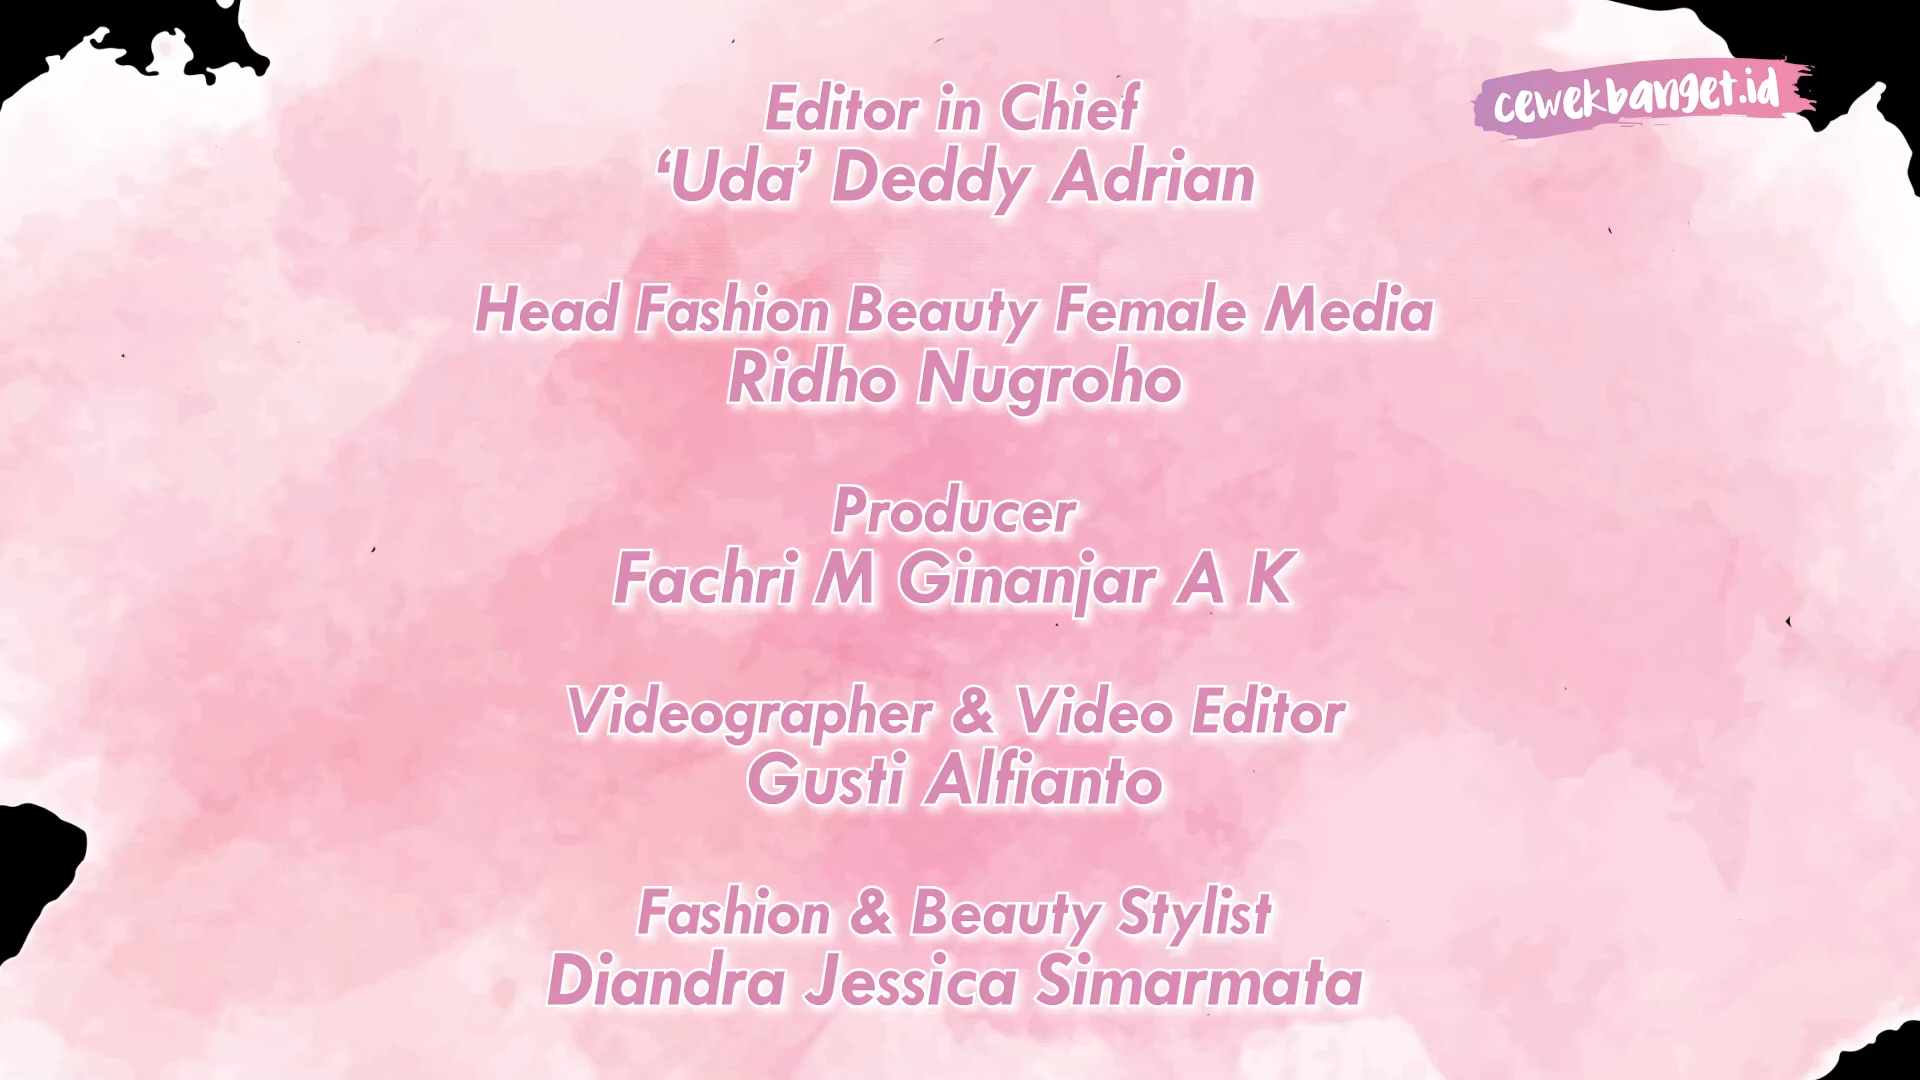 cewekbanget.id
Editor in Chief
‘Uda’ Deddy Adrian
Head Fashion Beauty Female Media
Ridho Nugroho
Producer
Fachri M Ginanjar A K
Videographer & Video Editor
Gusti Alfianto
Fashion & Beauty Stylist
Diandra Jessica Simarmata